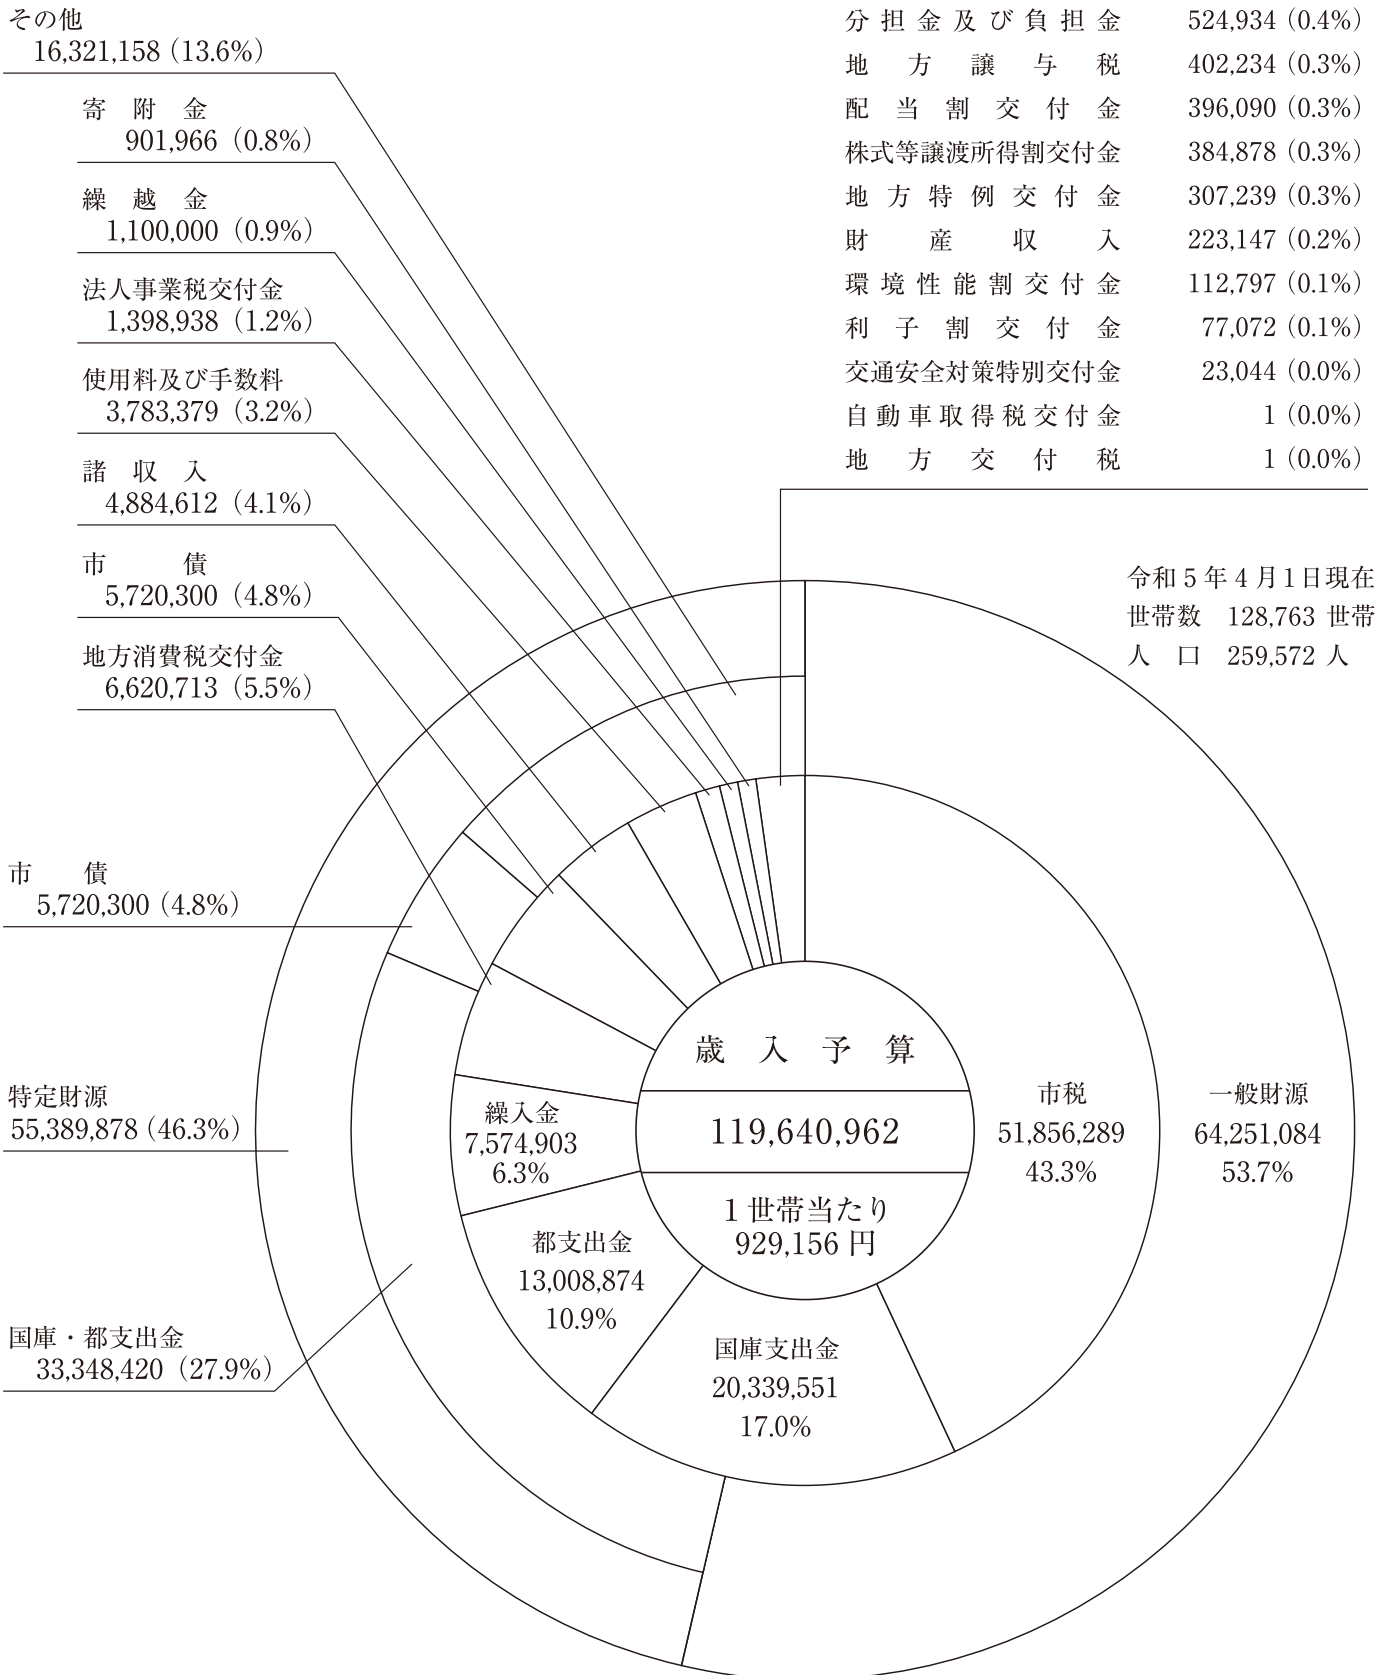 その他
16,321,158(13.6%)
寄附金
901,966(0.8%)
繰越金
1,100,000(0.9%)
法人事業税交付金
1,398,938(1.2%)
使用料及び手数料
3,783,379(3.2%)
諸収入
4,884,612(4.1%)
市債
5,720,300(4.8%)
地方消費税交付金
6,620,713(5.5%)
市債
5,720,300(4.8%)
特定財源
55,389,878(46.3%)
国庫・都支出金
33,348,420(27.9%)
分担金及び負担金 524,934(0.4%)
地方譲与税 402,234(0.3%)
配当割交付金 396,090(0.3%)
株式等譲渡所得割交付金 384,878(0.3%)
地方特例交付金 307,239(0.3%)
財産収入 223,147(0.2%)
環境性能割交付金 112,797(0.1%)
利子割交付金 77,072(0.1%)
交通安全対策特別交付金 23,044(0.0%)
自動車取得税交付金 1(0.0%)
地方交付税 1(0.0%)
令和5年4月1日現在
世帯数 128,763 世帯
人口 259,572 人
歳入予算
119,640,962
1世帯当たり
929,156円
繰入金
7,574,903
6.3%
都支出金
13,008,874
10.9%
国庫支出金
20,339,551
17.0%
市税
51,856,289
43.3%
一般財源
64,251,084
53.7%